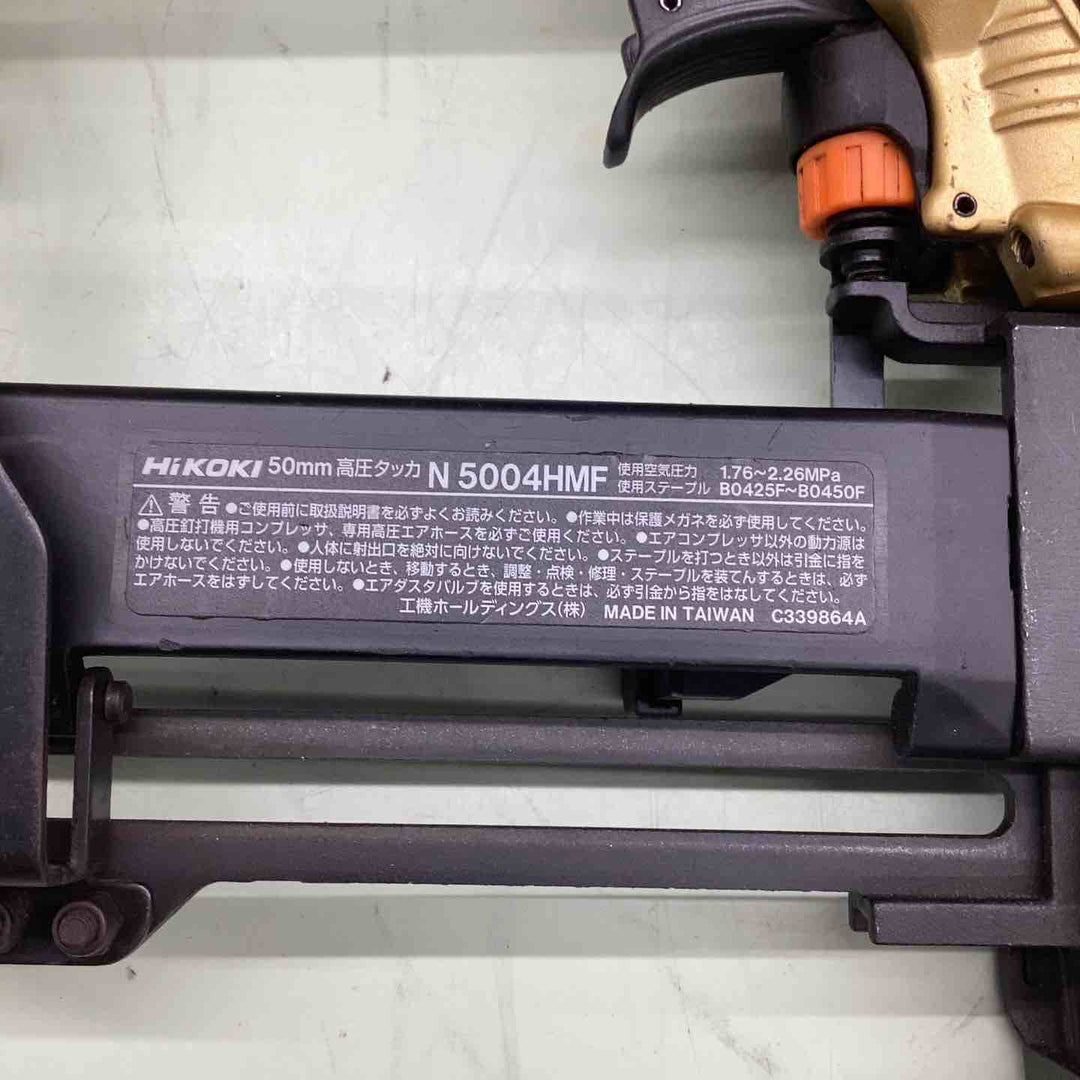 HiKOKI 50mm 高圧タッカ N 5004HMF 使用空気圧力 1.76~2.26MPa
使用ステープル B0425F~B0450F
⚠警告 ●ご使用前に取扱説明書を必ずよくお読みください。●作業中は保護メガネを必ず使用してください。
●高圧釘打機用コンプレッサ、専用高圧エアホースを必ずご使用ください。●エアコンプレッサ以外の動力源は
使用しないでください。●人体に射出口を絶対に向けないでください。●ステープルを打つとき以外は引金に指を
かけないでください。●使用しないとき、移動するとき、調整・点検・修理・ステープルを装てんするときは、必ず
エアホースをはずしてください。●エアダスタバルブを使用するときは、必ず引金から指をはなしてください。
工機ホールディングス(株) MADE IN TAIWAN C339864A